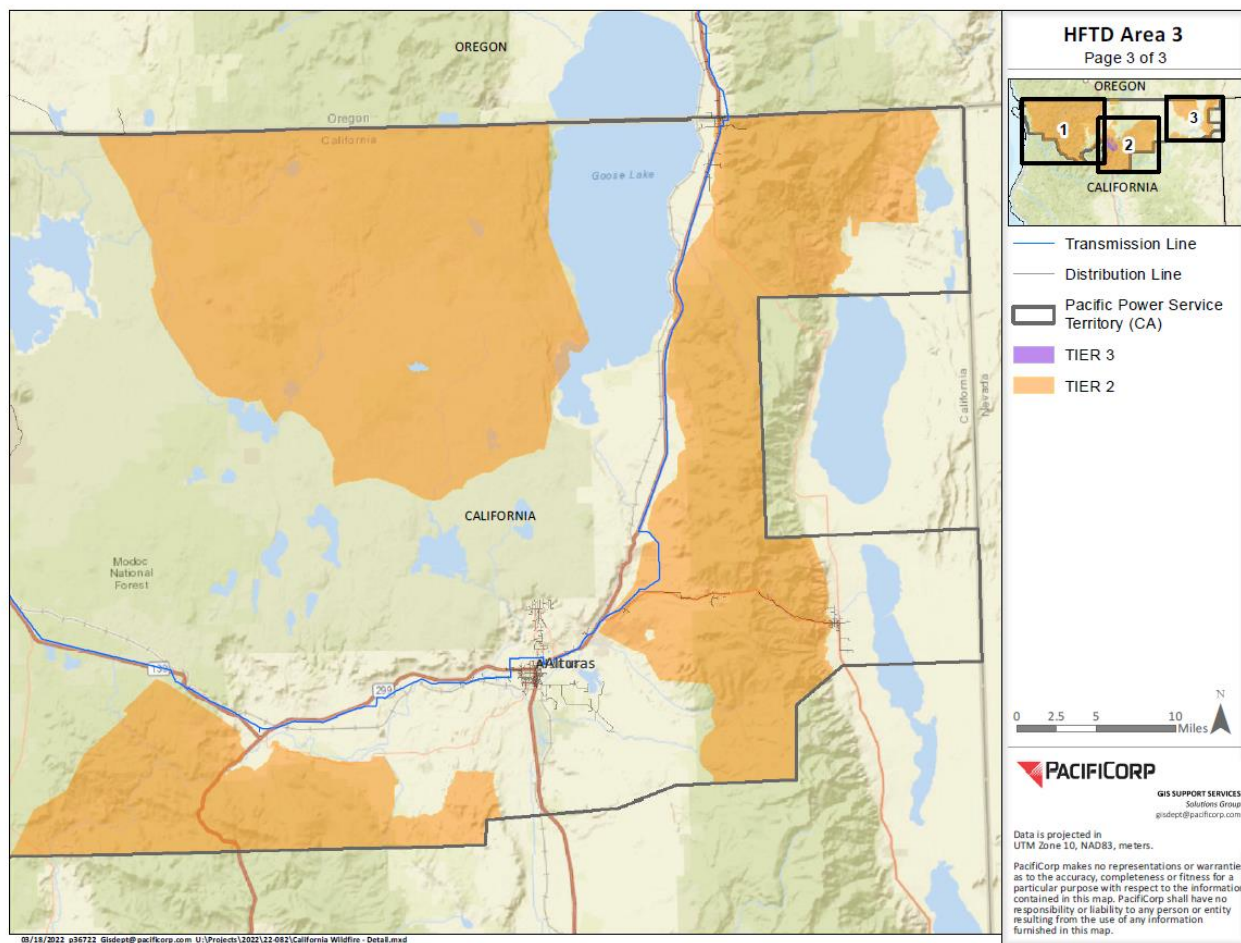 OREGON
Oregon
California
Goose Lake
CALIFORNIA
California
Nevada
Modoc
National
Forest
299
Alturas
HFTD Area 3
Page 3 of 3
OREGON
1
2
3
CALIFORNIA
Transmission Line
Distribution Line
Pacific Power Service
Territory (CA)
TIER 3
TIER 2
N
0 2.5 5 10
Miles
PACIFICORP
GIS SUPPORT SERVICES
Solutions Group
gisdept@pacificorp.com
Data is projected in
UTM Zone 10, NAD83, meters.
PacifiCorp makes no representations or warrantie
as to the accuracy, completeness or fitness for a
particular purpose with respect to the information
contained in this map. PacifiCorp shall have no
responsibility or liability to any person or entity
resulting from the use of any information
furnished in this map.
03/18/2022 p36722 Gisdept@pacificorp.com U:\Projects\2022\22-082\California Wildfire - Detail.mxd